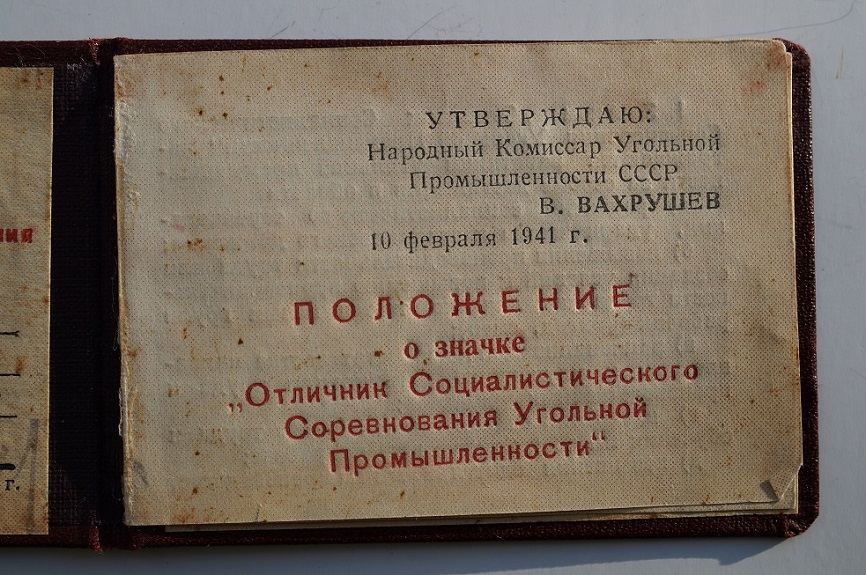 УТВЕРЖДАЮ:
Народный Комиссар Угольной
Промышленности СССР
В. ВАХРУШЕВ
10 февраля 1941 г.
ПОЛОЖЕНИЕ
о значке
„Отличник Социалистического
Соревнования Угольной
Промышленности“
г.